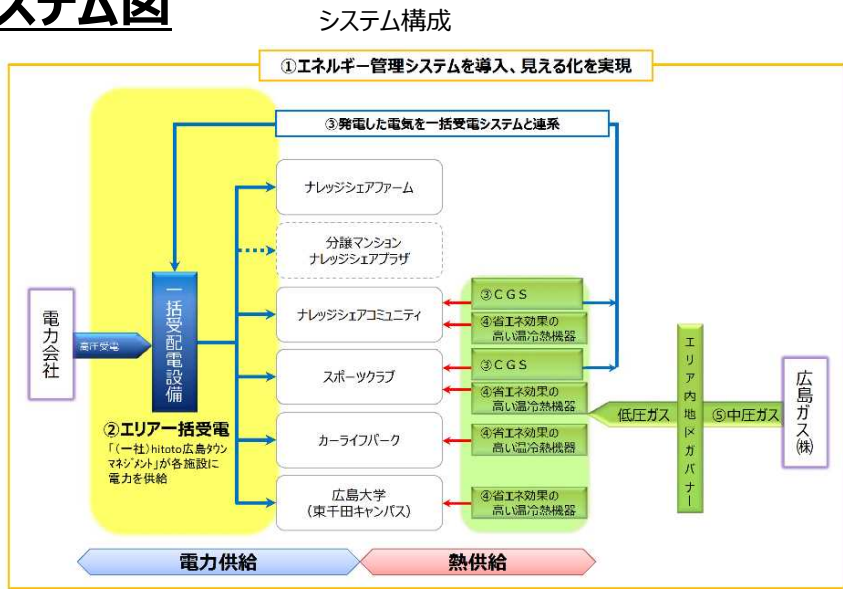 ステム図
システム構成
①エネルギー管理システムを導入、見える化を実現
③発電した電気を一括受電システムと連系
ナレッジシェアファーム
分譲マンション
ナレッジシェアプラザ
ナレッジシェアコミュニティ
スポーツクラブ
カーライフパーク
広島大学
(東千田キャンパス)
電力会社
高圧受電
一括受配電設備
②エリア一括受電
「(一社)hitoto広島タウン
マネジメント」が各施設に
電力を供給
③CGS
④省エネ効果の
高い温冷熱機器
③CGS
④省エネ効果の
高い温冷熱機器
④省エネ効果の
高い温冷熱機器
④省エネ効果の
高い温冷熱機器
低圧ガス
エリア内地区ガバナー
⑤中圧ガス
広島ガス㈱
電力供給
熱供給